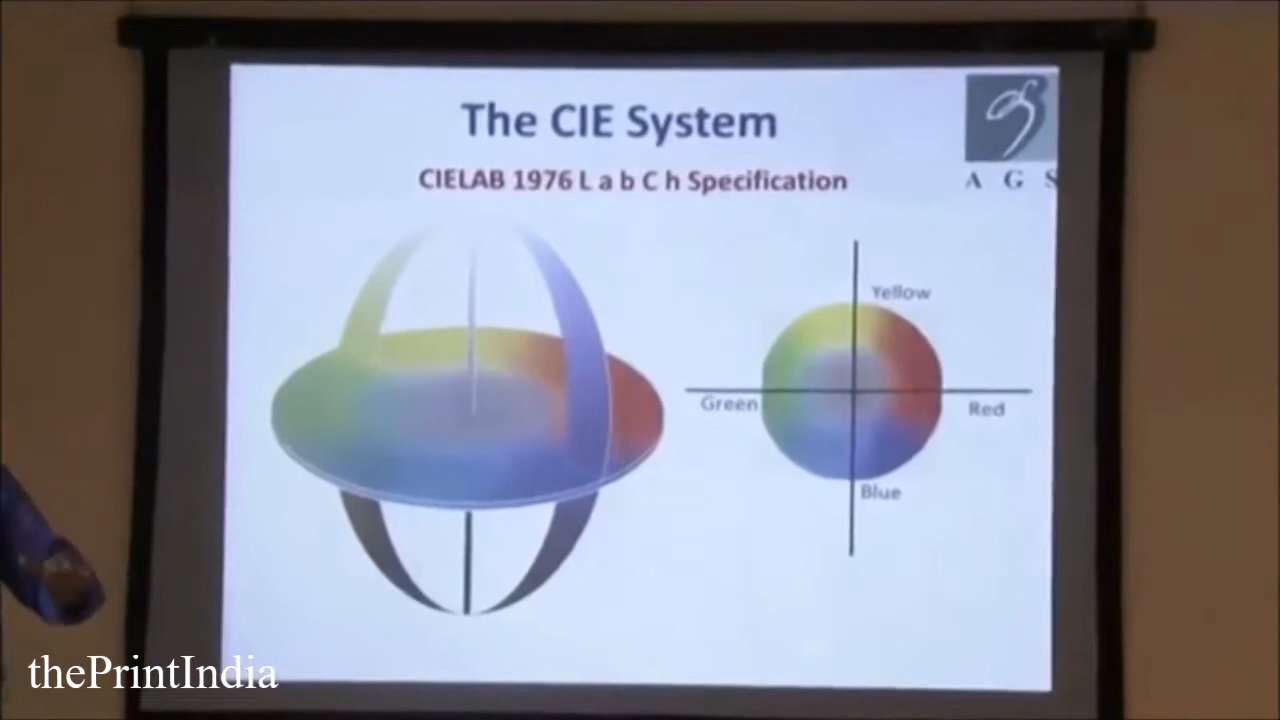 The CIE System
CIELAB 1976 L a b C h Specification
A G S
Yellow
Green
Red
Blue
thePrintIndia